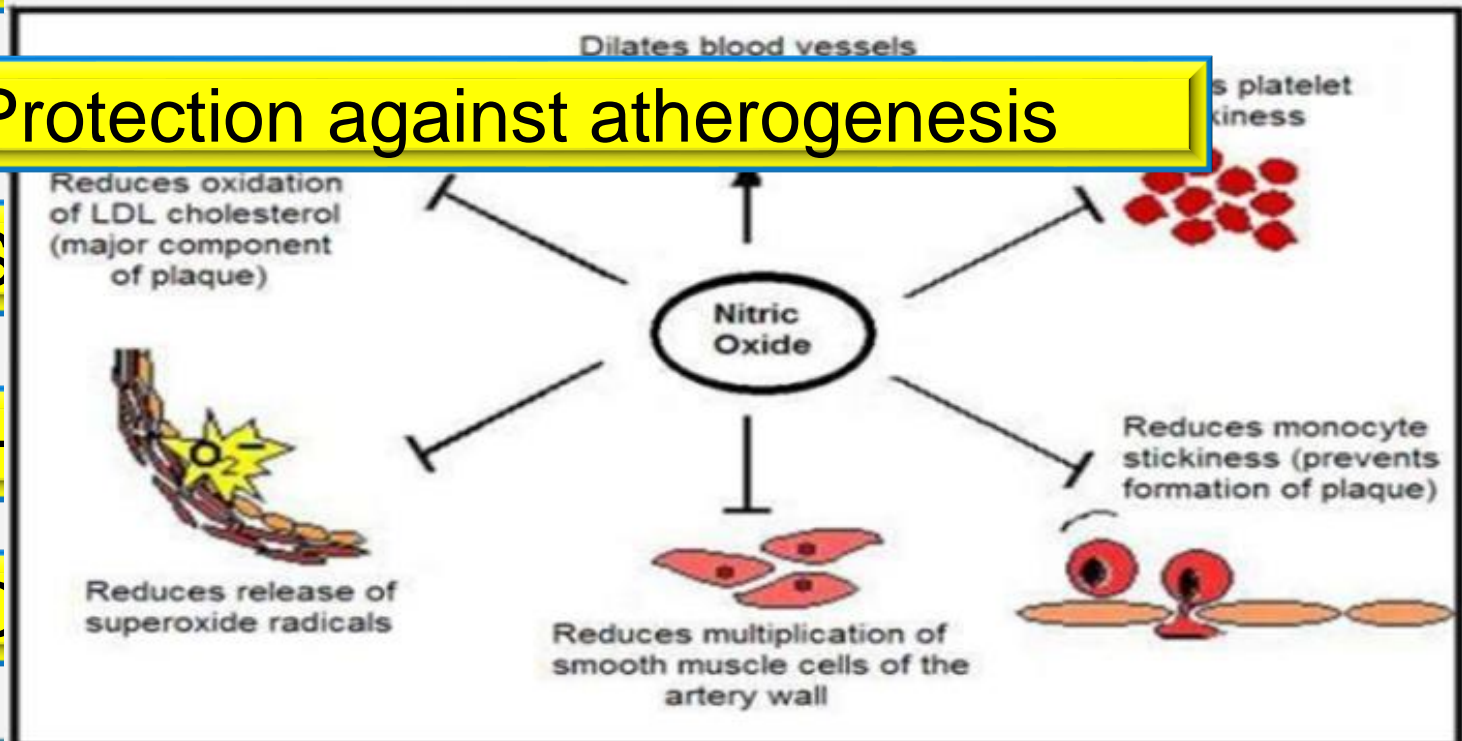 Dilates blood vessels
Protection against atherogenesis
s platelet
kiness
Reduces oxidation
of LDL cholesterol
(major component
of plaque)
Nitric
Oxide
O2-
Reduces monocyte
stickiness (prevents
formation of plaque)
Reduces release of
superoxide radicals
Reduces multiplication of
smooth muscle cells of the
artery wall